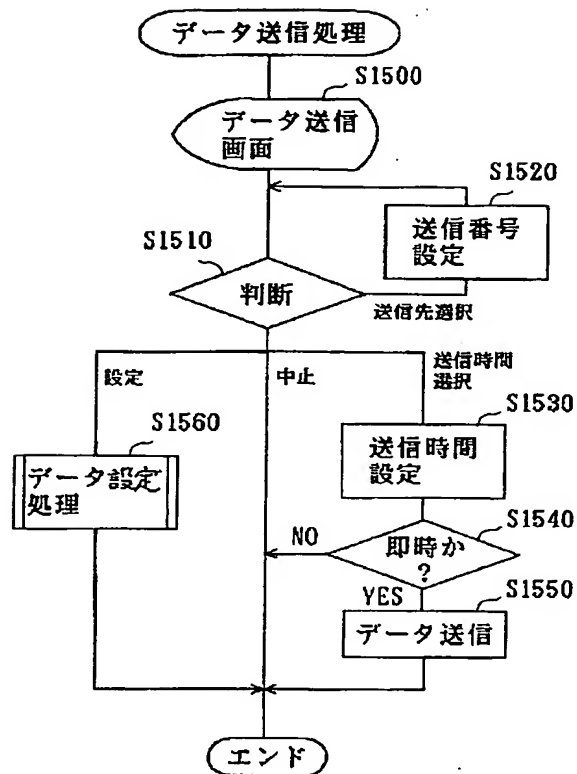 データ送信処理
S1500
データ送信
画面
S1520
送信番号
設定
S1510
判断
送信先選択
設定
中止
送信時間
選択
S1560
データ設定
処理
S1530
送信時間
設定
S1540
NO
即時か
?
YES
S1550
データ送信
エンド